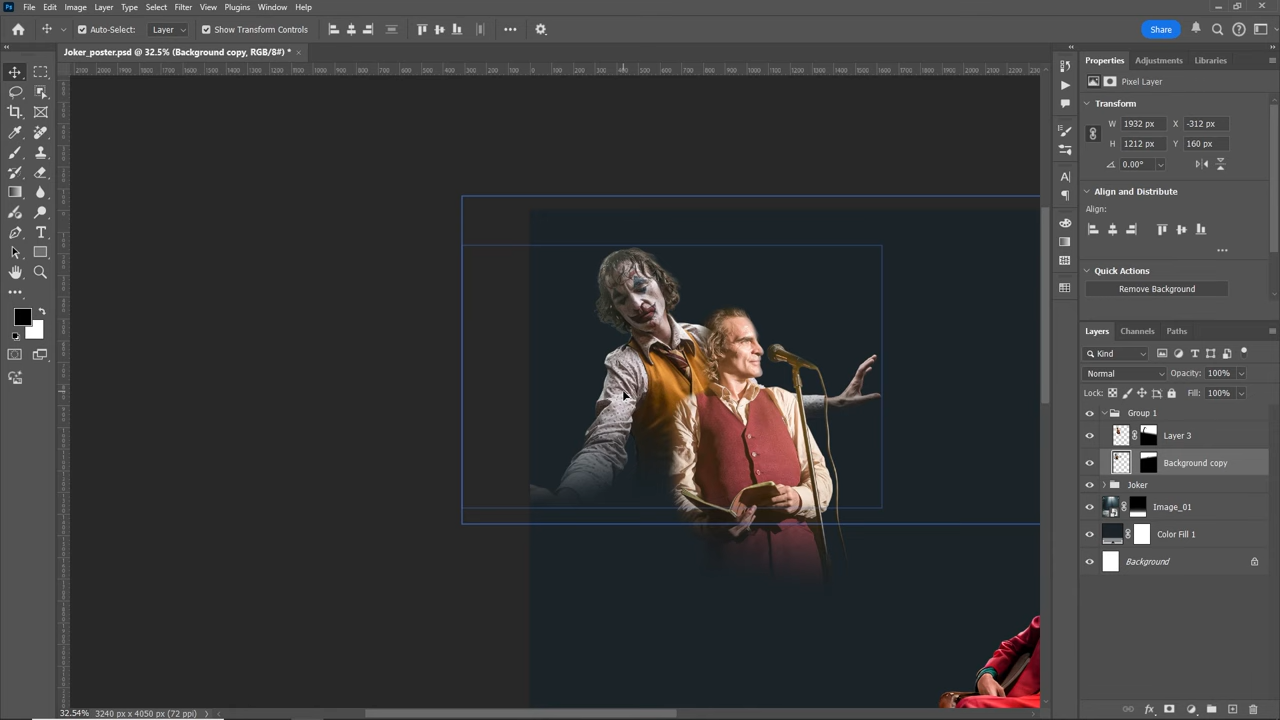 Ps File Edit Image Layer Type Select Filter View Plugins Window Help
Auto-Select: Layer Show Transform Controls Share
Joker_poster.psd @ 32.5% (Background copy, RGB/8#) *
Properties Adjustments Libraries
Pixel Layer
Transform
W 1932 px X -312 px
H 1212 px Y 160 px
0.00°
Align and Distribute
Align:
Quick Actions
Remove Background
Layers Channels Paths
Kind
Normal Opacity: 100%
Lock: Fill: 100%
Group 1
Layer 3
Background copy
Joker
Image_01
Color Fill 1
Background
32.54% 3240 px x 4050 px (72 ppi)